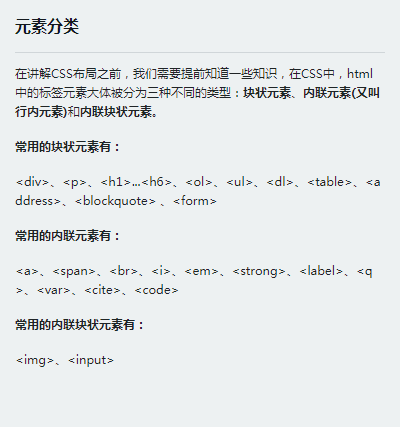 元素分类
在讲解CSS布局之前，我们需要提前知道一些知识，在CSS中，html
中的标签元素大体被分为三种不同的类型：块状元素、内联元素(又叫
行内元素)和内联块状元素。
常用的块状元素有：
<div>、<p>、<h1>...<h6>、<ol>、<ul>、<dl>、<table>、<a
ddress>、<blockquote> 、<form>
常用的内联元素有：
<a>、<span>、<br>、<i>、<em>、<strong>、<label>、<q
>、<var>、<cite>、<code>
常用的内联块状元素有：
<img>、<input>